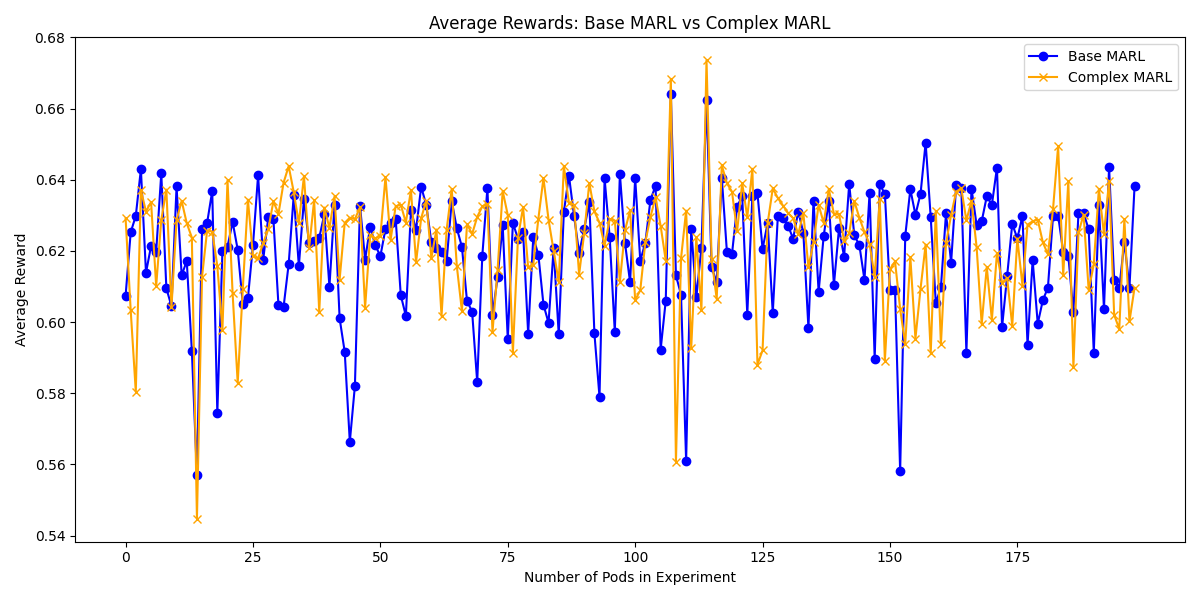 Average Rewards: Base MARL vs Complex MARL
0.68
0.66
0.64
0.62
0.60
0.58
0.56
0.54
Average Reward
Base MARL
Complex MARL
0 25 50 75 100 125 150 175
Number of Pods in Experiment